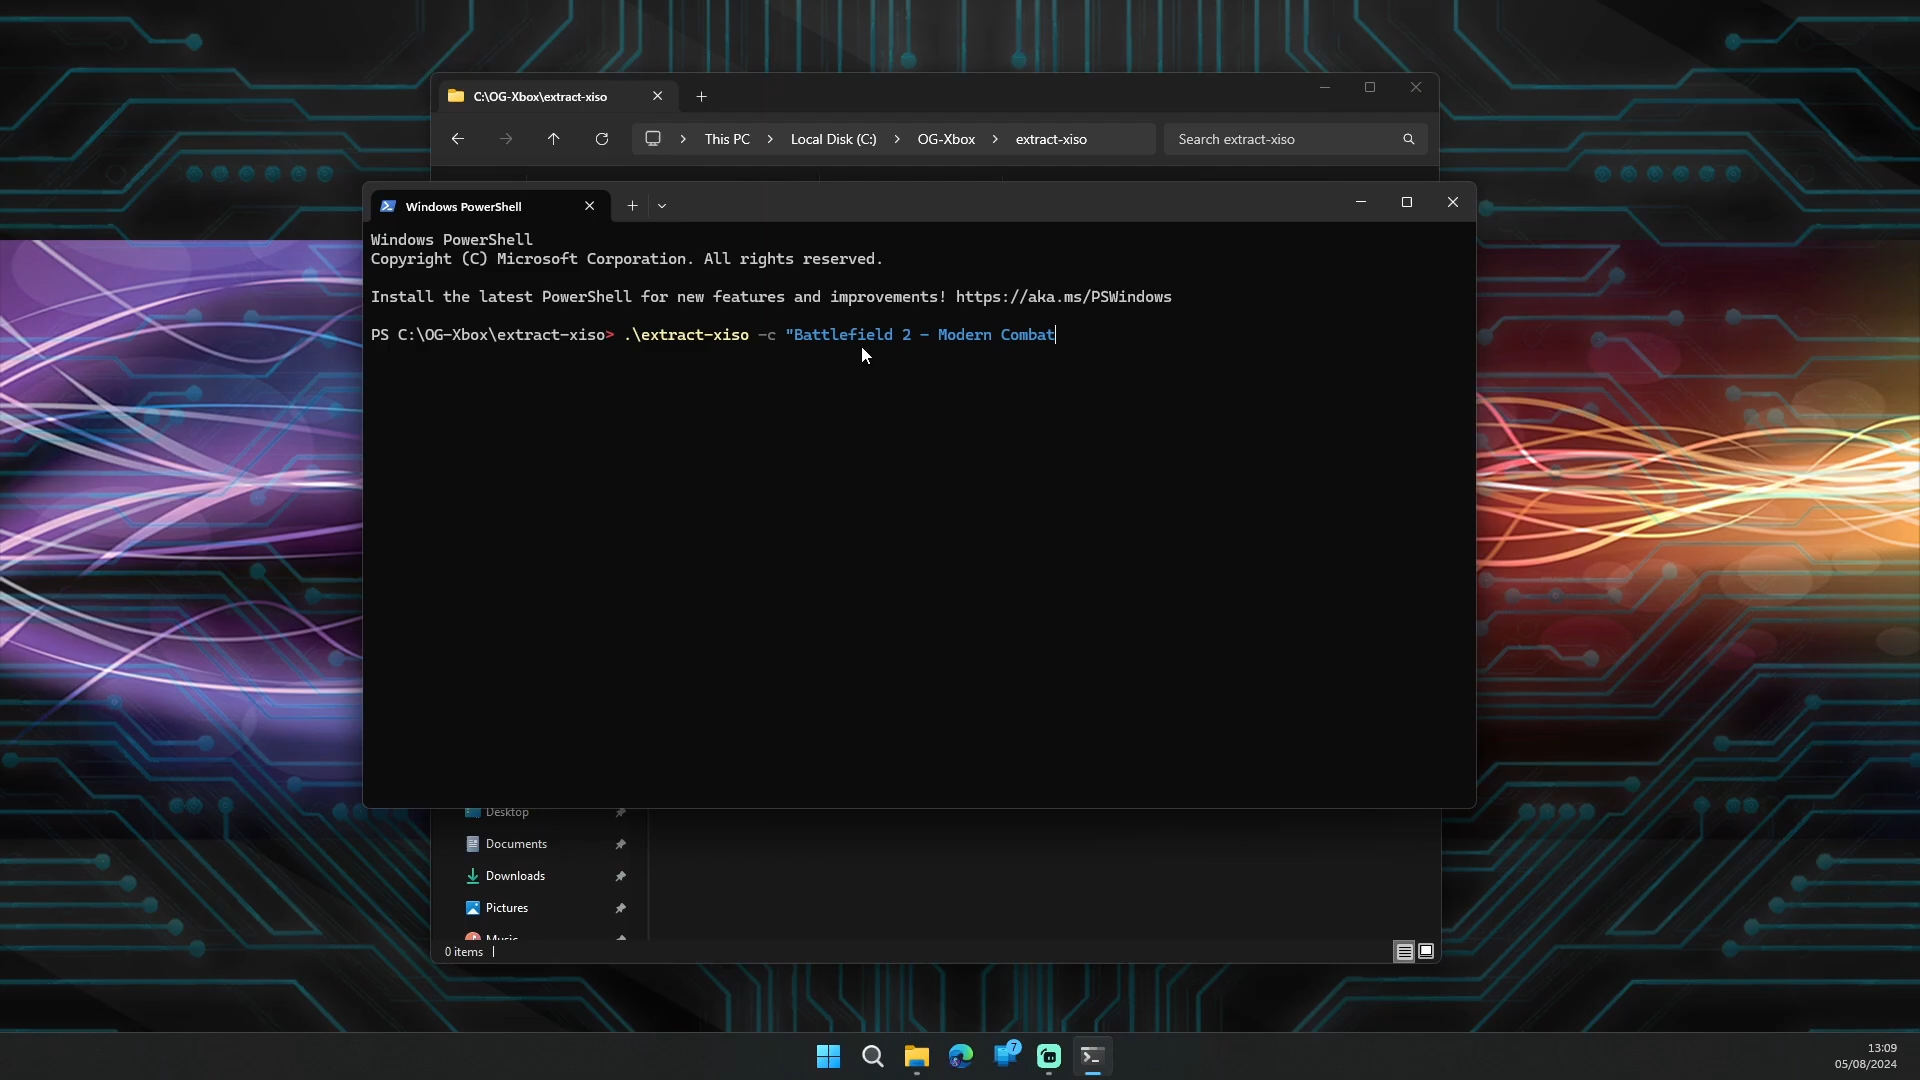 C:\OG-Xbox\extract-xiso
This PC > Local Disk (C:) > OG-Xbox > extract-xiso
Search extract-xiso
Windows PowerShell
Windows PowerShell
Copyright (C) Microsoft Corporation. All rights reserved.
Install the latest PowerShell for new features and improvements! https://aka.ms/PSWindows
PS C:\OG-Xbox\extract-xiso> .\extract-xiso -c "Battlefield 2 - Modern Combat
Desktop
Documents
Downloads
Pictures
Music
0 items
7
13:09
05/08/2024